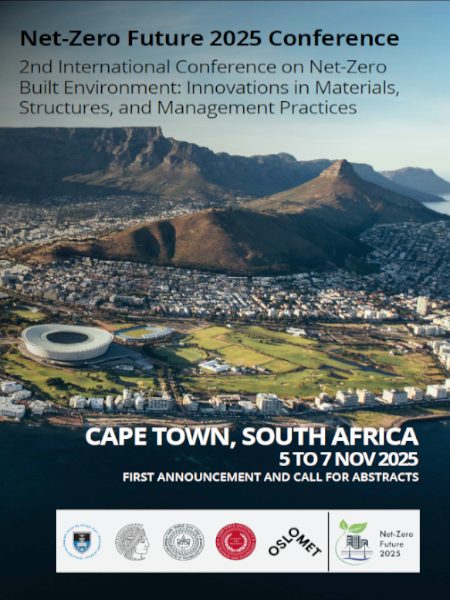 Net-Zero Future 2025 Conference
2nd International Conference on Net-Zero
Built Environment: Innovations in Materials,
Structures, and Management Practices
CAPE TOWN, SOUTH AFRICA
5 TO 7 NOV 2025
FIRST ANNOUNCEMENT AND CALL FOR ABSTRACTS
OSLOMET
Net-Zero
Future
2025